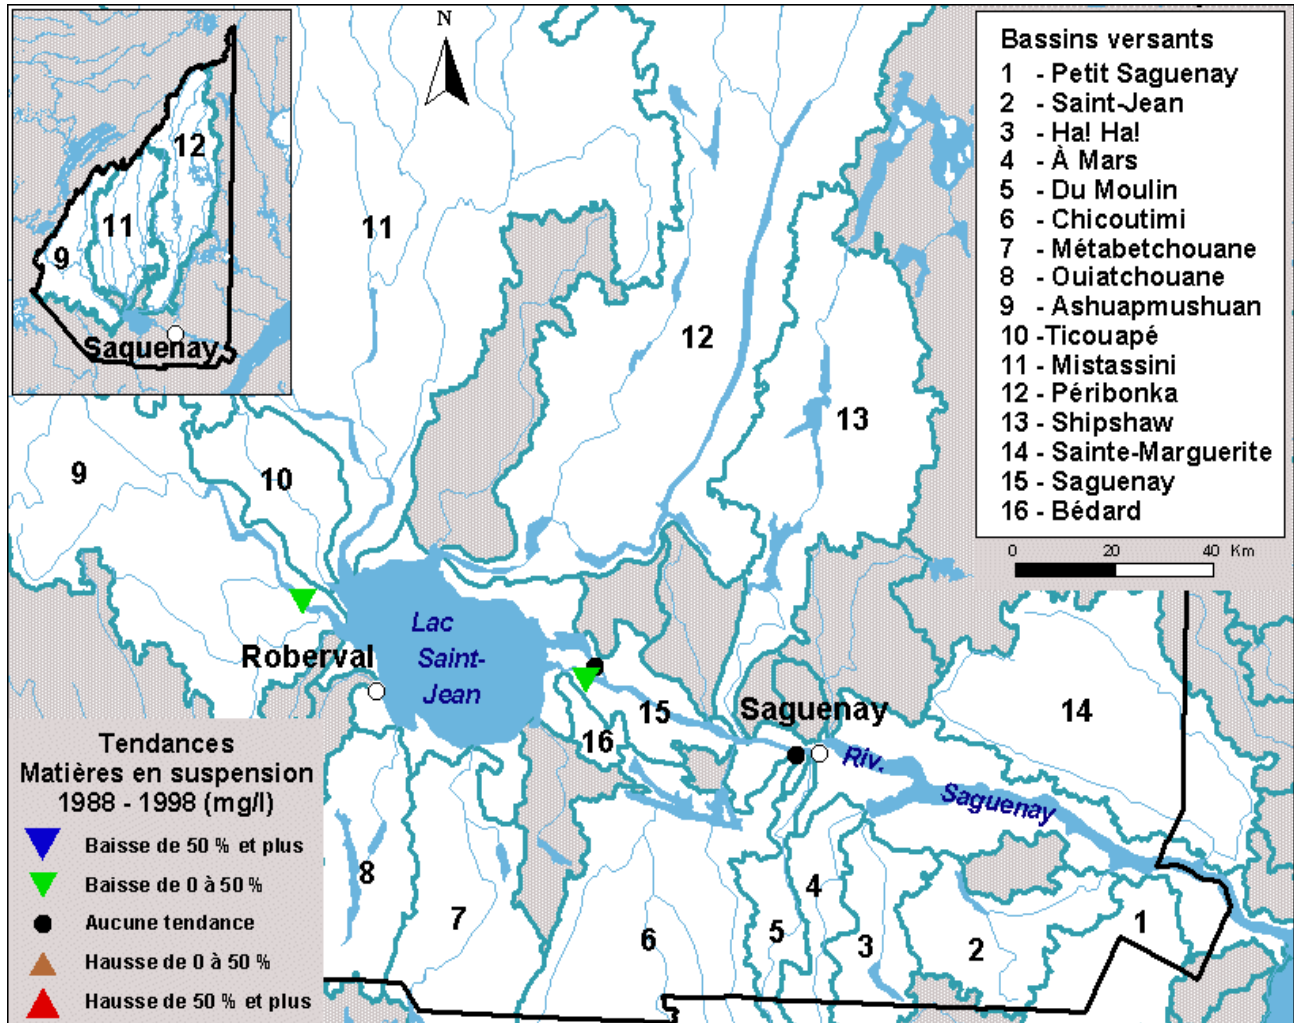 N
12
11
9
Saguenay
Bassins versants
1 - Petit Saguenay
2 - Saint-Jean
3 - Ha! Ha!
4 - À Mars
5 - Du Moulin
6 - Chicoutimi
7 - Métabetchouane
8 - Ouiatchouane
9 - Ashuapmushuan
10 -Ticouapé
11 - Mistassini
12 - Péribonka
13 - Shipshaw
14 - Sainte-Marguerite
15 - Saguenay
16 - Bédard
0 20 40 Km
11
12
13
9
10
Lac
Saint-
Jean
Roberval
15
Saguenay
14
16
Riv.
Saguenay
8
7
6
5
4
3
2
1
Tendances
Matières en suspension
1988 - 1998 (mg/l)
Baisse de 50 % et plus
Baisse de 0 à 50 %
Aucune tendance
Hausse de 0 à 50 %
Hausse de 50 % et plus